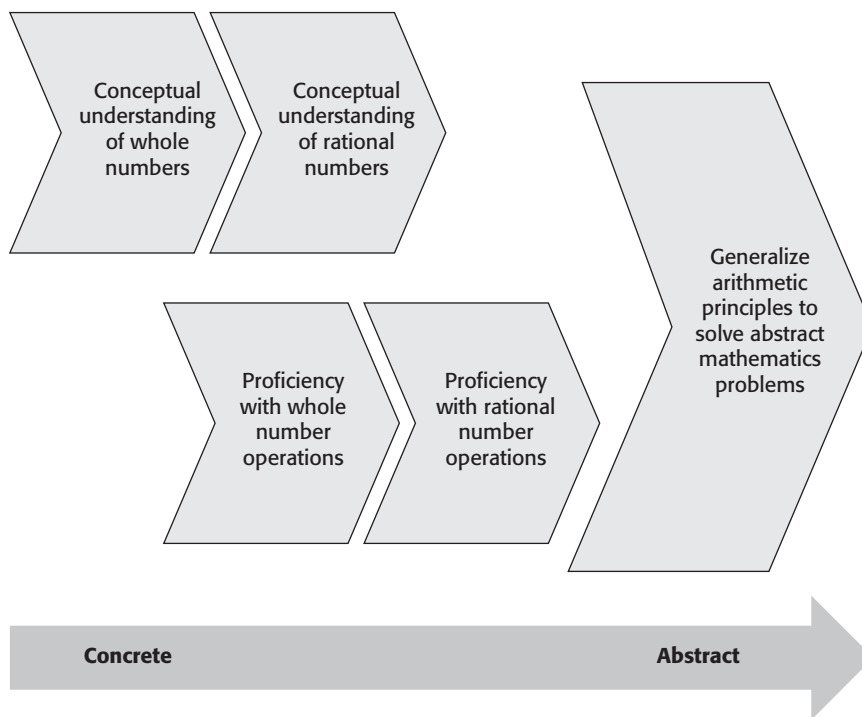 Conceptual
understanding
of whole
numbers
Conceptual
understanding
of rational
numbers
Proficiency
with whole
number
operations
Proficiency
with rational
number
operations
Generalize
arithmetic
principles to
solve abstract
mathematics
problems
Concrete
Abstract